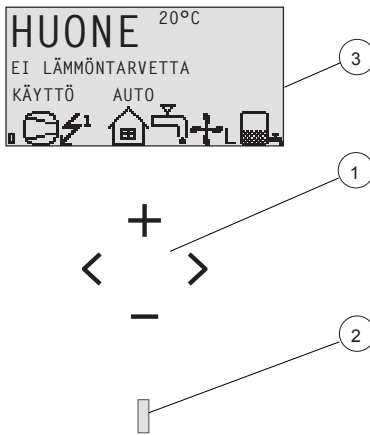 HUONE 20°C
EI LÄMMÖNTARVETTA
KÄYTTÖ AUTO
1 L
3
1
2